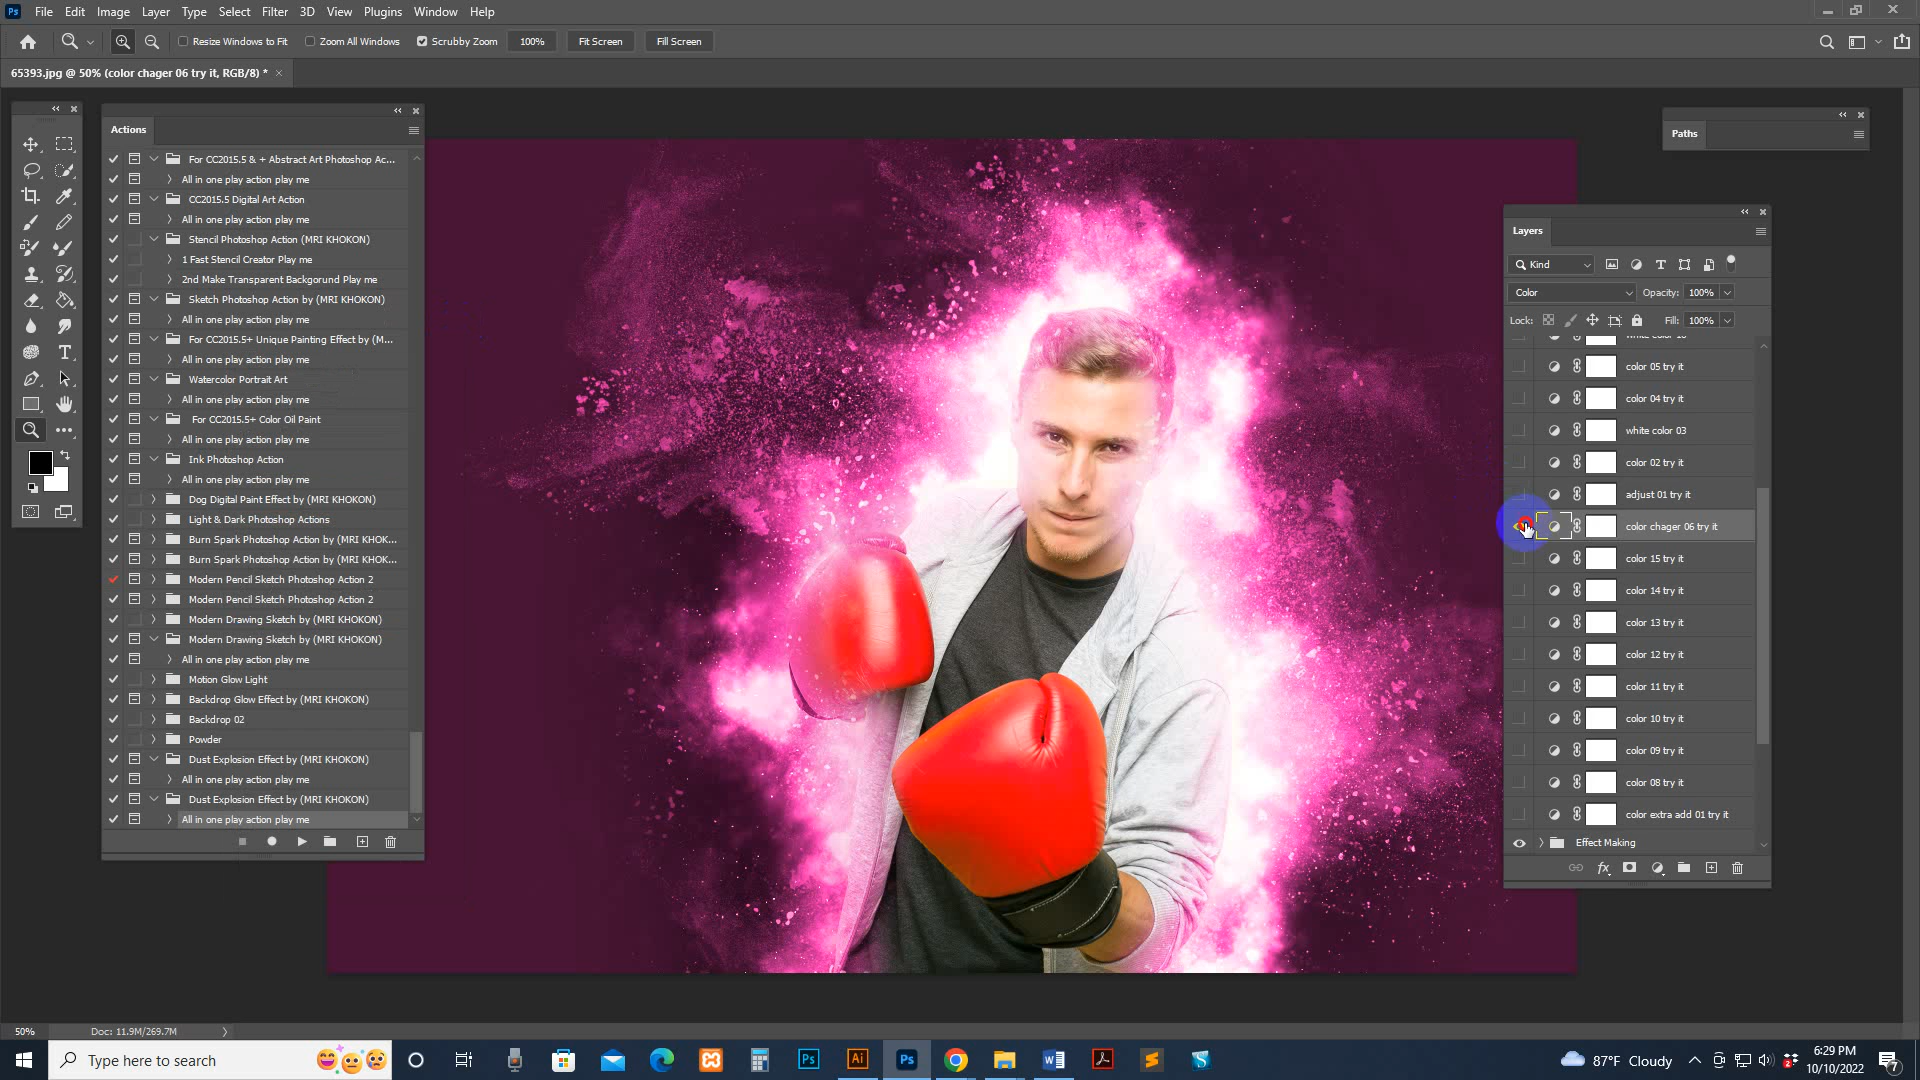 File Edit Image Layer Type Select Filter 3D View Plugins Window Help
Resize Windows to Fit Zoom All Windows Scrubby Zoom 100% Fit Screen Fill Screen
65393.jpg @ 50% (color chager 06 try it, RGB/8) *
Actions
For CC2015.5 & + Abstract Art Photoshop Ac...
All in one play action play me
CC2015.5 Digital Art Action
All in one play action play me
Stencil Photoshop Action (MRI KHOKON)
1 Fast Stencil Creator Play me
2nd Make Transparent Backgorund Play me
Sketch Photoshop Action by (MRI KHOKON)
All in one play action play me
For CC2015.5+ Unique Painting Effect by (M...
All in one play action play me
Watercolor Portrait Art
All in one play action play me
For CC2015.5+ Color Oil Paint
All in one play action play me
Ink Photoshop Action
All in one play action play me
Dog Digital Paint Effect by (MRI KHOKON)
Light & Dark Photoshop Actions
Burn Spark Photoshop Action by (MRI KHOK...
Burn Spark Photoshop Action by (MRI KHOK...
Modern Pencil Sketch Photoshop Action 2
Modern Pencil Sketch Photoshop Action 2
Modern Drawing Sketch by (MRI KHOKON)
Modern Drawing Sketch by (MRI KHOKON)
All in one play action play me
Motion Glow Light
Backdrop Glow Effect by (MRI KHOKON)
Backdrop 02
Powder
Dust Explosion Effect by (MRI KHOKON)
All in one play action play me
Dust Explosion Effect by (MRI KHOKON)
All in one play action play me
Paths
Layers
Kind
Color Opacity: 100%
Lock: Fill: 100%
color 05 try it
color 04 try it
white color 03
color 02 try it
adjust 01 try it
color chager 06 try it
color 15 try it
color 14 try it
color 13 try it
color 12 try it
color 11 try it
color 10 try it
color 09 try it
color 08 try it
color extra add 01 try it
Effect Making
50% Doc: 11.9M/269.7M
Type here to search
87°F Cloudy
6:29 PM
10/10/2022